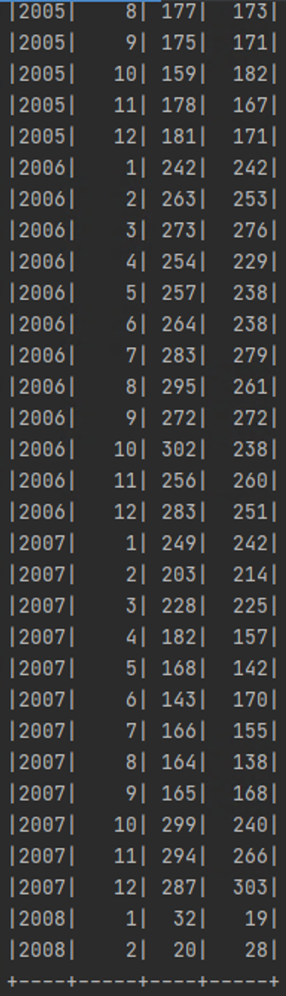 |2005|    8| 177|  173|
|2005|    9| 175|  171|
|2005|   10| 159|  182|
|2005|   11| 178|  167|
|2005|   12| 181|  171|
|2006|    1| 242|  242|
|2006|    2| 263|  253|
|2006|    3| 273|  276|
|2006|    4| 254|  229|
|2006|    5| 257|  238|
|2006|    6| 264|  238|
|2006|    7| 283|  279|
|2006|    8| 295|  261|
|2006|    9| 272|  272|
|2006|   10| 302|  238|
|2006|   11| 256|  260|
|2006|   12| 283|  251|
|2007|    1| 249|  242|
|2007|    2| 203|  214|
|2007|    3| 228|  225|
|2007|    4| 182|  157|
|2007|    5| 168|  142|
|2007|    6| 143|  170|
|2007|    7| 166|  155|
|2007|    8| 164|  138|
|2007|    9| 165|  168|
|2007|   10| 299|  240|
|2007|   11| 294|  266|
|2007|   12| 287|  303|
|2008|    1|  32|   19|
|2008|    2|  20|   28|
+----+-----+----+-----+